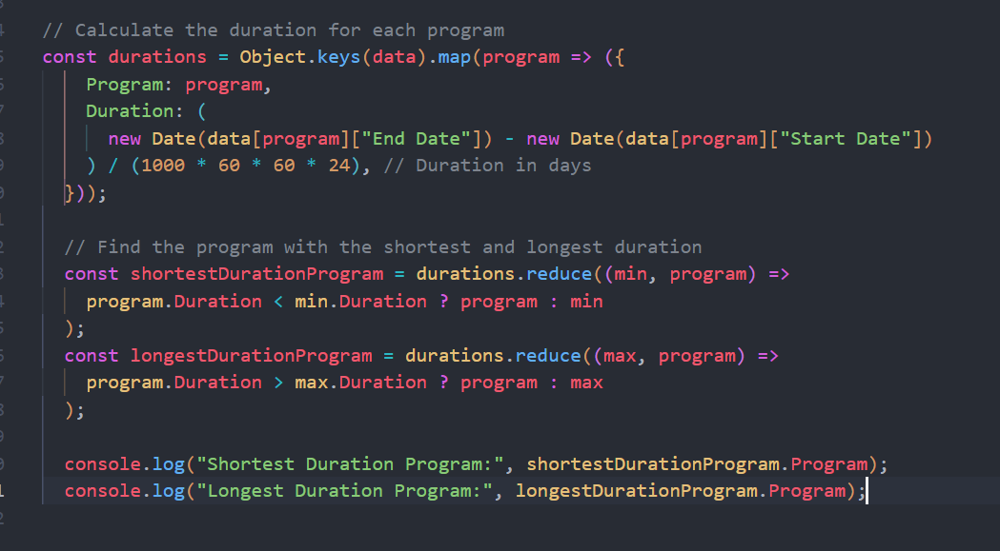 // Calculate the duration for each program
const durations = Object.keys(data).map(program => ({
    Program: program,
    Duration: (
      new Date(data[program]["End Date"]) - new Date(data[program]["Start Date"])
    ) / (1000 * 60 * 60 * 24), // Duration in days
  }));
  // Find the program with the shortest and longest duration
  const shortestDurationProgram = durations.reduce((min, program) =>
    program.Duration < min.Duration ? program : min
  );
  const longestDurationProgram = durations.reduce((max, program) =>
    program.Duration > max.Duration ? program : max
  );
  console.log("Shortest Duration Program:", shortestDurationProgram.Program);
  console.log("Longest Duration Program:", longestDurationProgram.Program);